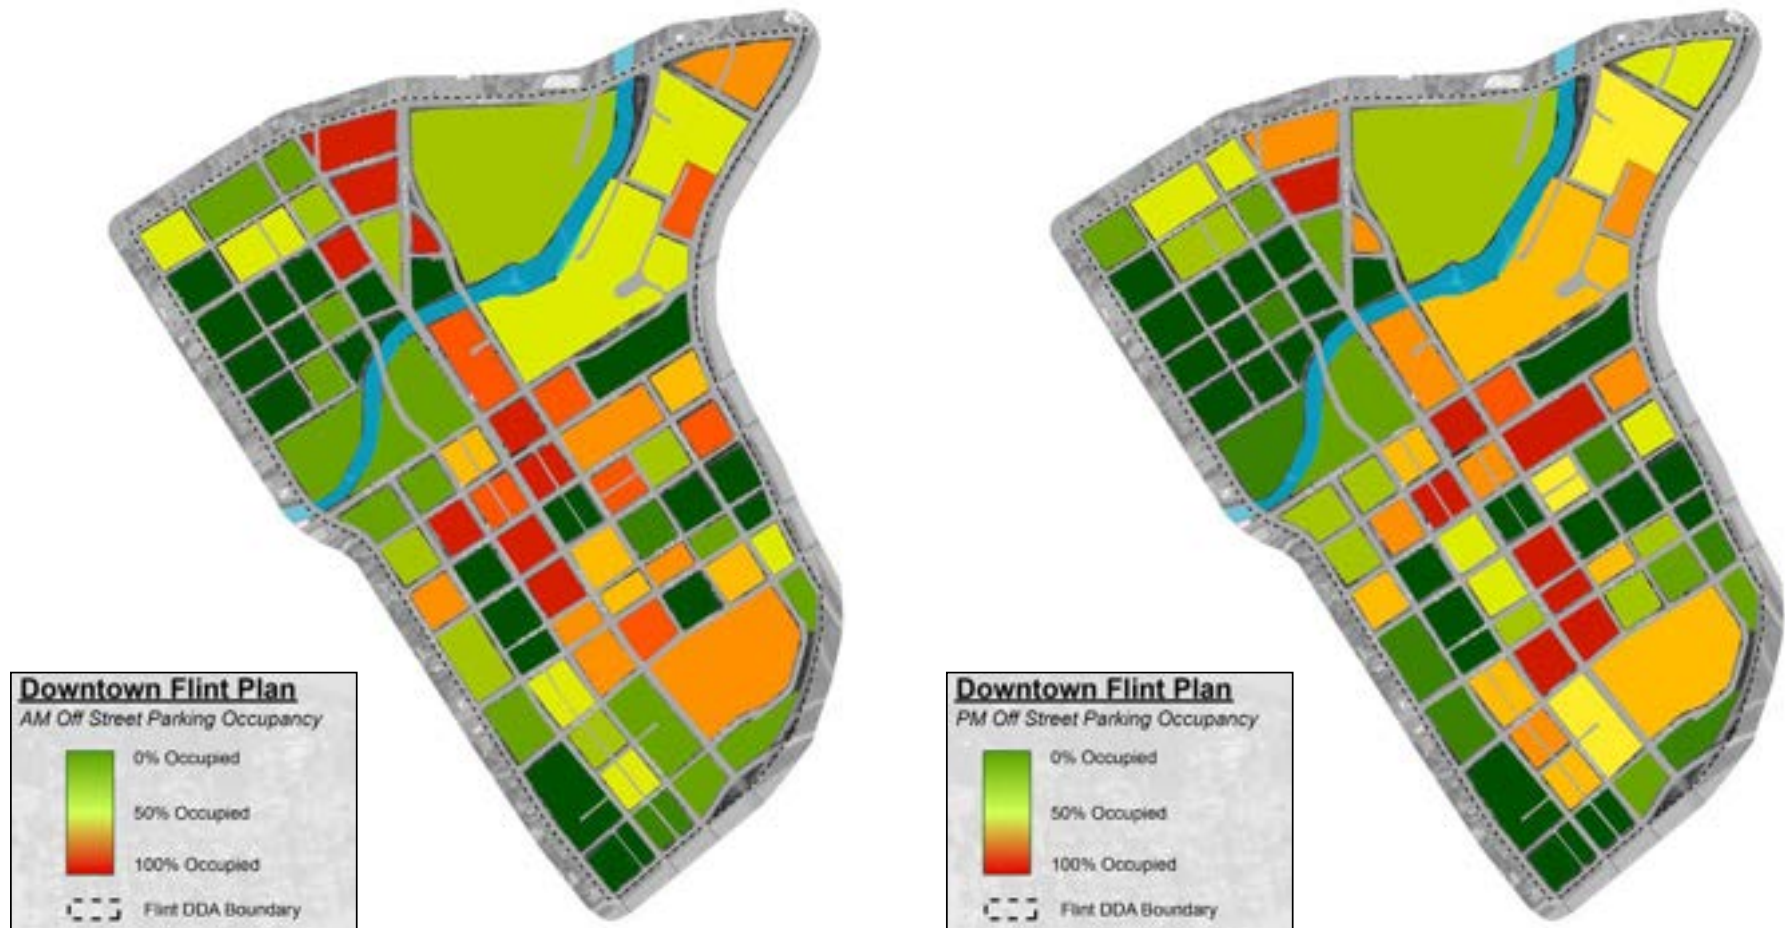 Downtown Flint Plan
AM Off Street Parking Occupancy
0% Occupied
50% Occupied
100% Occupied
Flint DDA Boundary
Downtown Flint Plan
PM Off Street Parking Occupancy
0% Occupied
50% Occupied
100% Occupied
Flint DDA Boundary